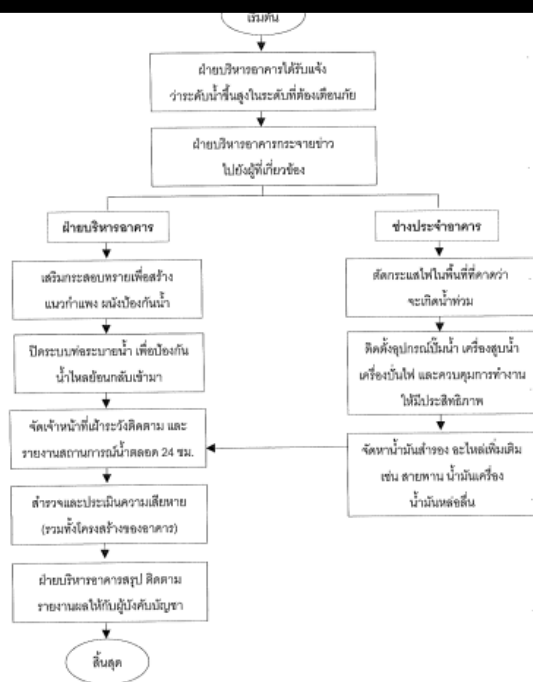 เริ่มต้น
ฝ่ายบริหารอาคารได้รับแจ้ง
ว่าระดับน้ำขึ้นสูงในระดับที่ต้องเตือนภัย
ฝ่ายบริหารอาคารกระจายข่าว
ไปยังผู้ที่เกี่ยวข้อง
ฝ่ายบริหารอาคาร
เสริมกระสอบทรายเพื่อสร้าง
แนวกำแพง ผนังป้องกันน้ำ
ปิดระบบท่อระบายน้ำ เพื่อป้องกัน
น้ำไหลย้อนกลับเข้ามา
จัดเจ้าหน้าที่เฝ้าระวังติดตาม และ
รายงานสถานการณ์น้ำตลอด 24 ชม.
สำรวจและประเมินความเสียหาย
(รวมทั้งโครงสร้างของอาคาร)
ฝ่ายบริหารอาคารสรุป ติดตาม
รายงานผลให้กับผู้บังคับบัญชา
สิ้นสุด
ช่างประจำอาคาร
ตัดกระแสไฟในพื้นที่ที่คาดว่า
จะเกิดน้ำท่วม
ติดตั้งอุปกรณ์ปั๊มน้ำ เครื่องสูบน้ำ
เครื่องปั่นไฟ และควบคุมการทำงาน
ให้มีประสิทธิภาพ
จัดหาน้ำมันสำรอง อะไหล่เพิ่มเติม
เช่น สายพาน น้ำมันเครื่อง
น้ำมันหล่อลื่น